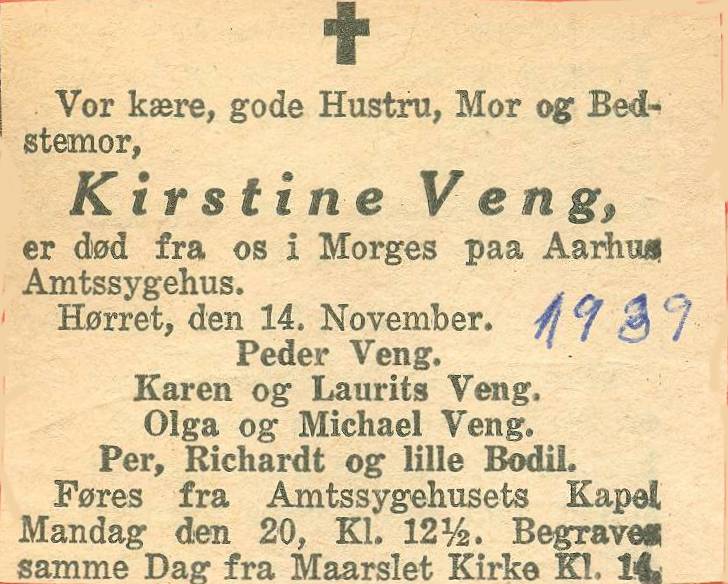 Vor kære, gode Hustru, Mor og Bed-
stemor,
Kirstine Veng,
er død fra os i Morges paa Aarhus
Amtssygehus.
Hørret, den 14. November. 1939
Peder Veng.
Karen og Laurits Veng.
Olga og Michael Veng.
Per, Richardt og lille Bodil.
Føres fra Amtssygehusets Kapel
Mandag den 20, Kl. 12½. Begraves
samme Dag fra Maarslet Kirke Kl. 14.